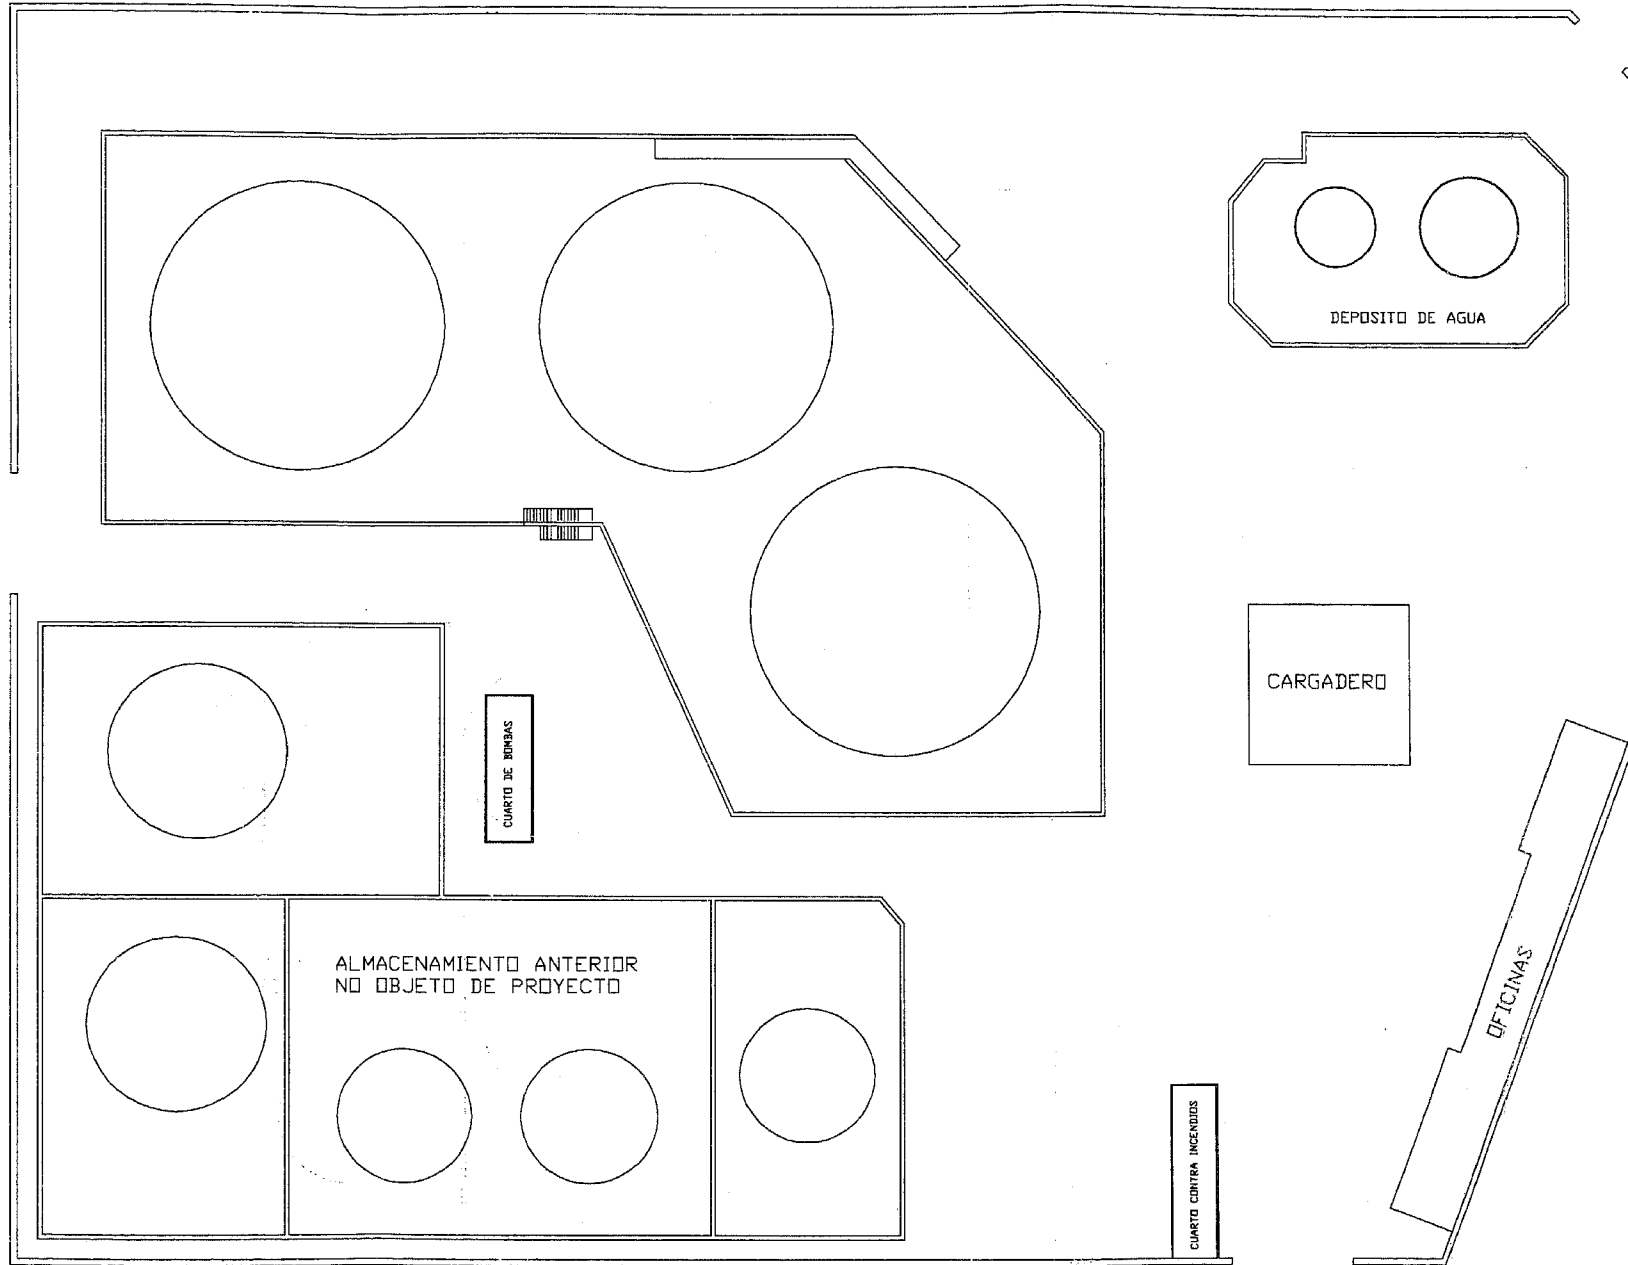 DEPOSITO DE AGUA
CARGADERO
CUARTO DE BOMBAS
ALMACENAMIENTO ANTERIOR
NO OBJETO DE PROYECTO
OFICINAS
CUARTO CONTRA INCENDIOS